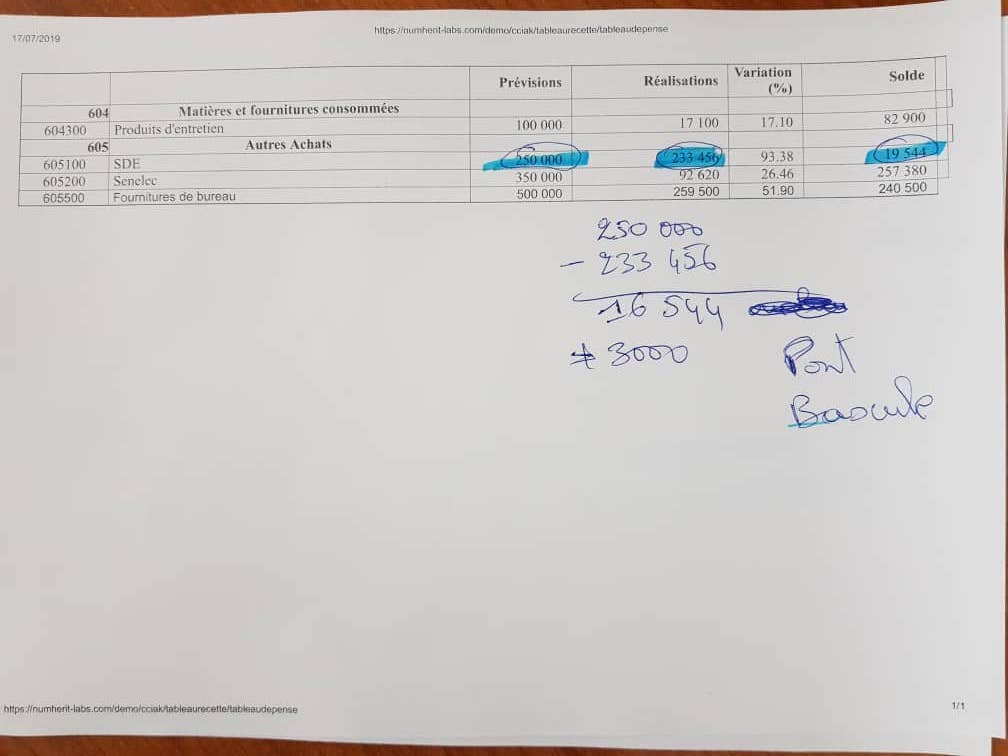 17/07/2019 https://numherit-labs.com/demo/cciak/tableaurecette/tableaudepense
Prévisions Réalisations Variation (%) Solde
604 Matières et fournitures consommées
604300 Produits d'entretien 100 000 17 100 17.10 82 900
605 Autres Achats
605100 SDE 250 000 233 456 93.38 19 544
605200 Senelec 350 000 92 620 26.46 257 380
605500 Fournitures de bureau 500 000 259 500 51.90 240 500
250 000
- 233 456
16 544
≠ 3000 Pont
Bascule
https://numherit-labs.com/demo/cciak/tableaurecette/tableaudepense 1/1